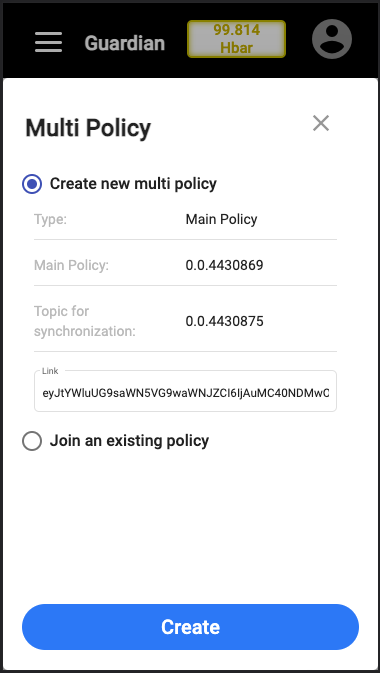 Guardian
99.814
Hbar
Multi Policy
Create new multi policy
Type: Main Policy
Main Policy: 0.0.4430869
Topic for
synchronization: 0.0.4430875
Link
eyJtYWluUG9saWN5VG9waWNJZCI6IjAuMC40NDMwO
Join an existing policy
Create